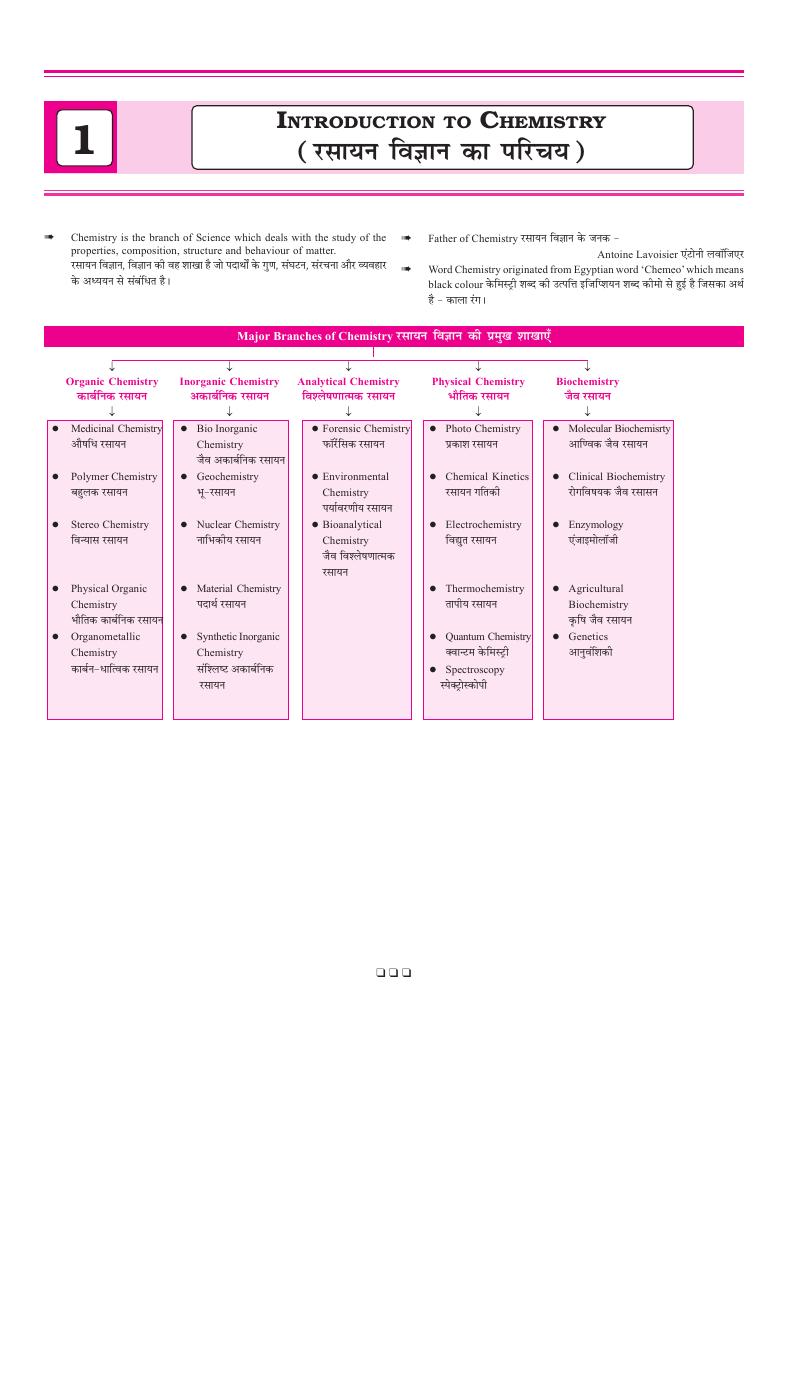 1
INTRODUCTION TO CHEMISTRY
( रसायन विज्ञान का परिचय )
➠ Chemistry is the branch of Science which deals with the study of the
properties, composition, structure and behaviour of matter.
रसायन विज्ञान, विज्ञान की वह शाखा है जो पदार्थों के गुण, संघटन, संरचना और व्यवहार
के अध्ययन से संबंधित है।
➠ Father of Chemistry रसायन विज्ञान के जनक –
Antoine Lavoisier एंटोनी लवॉजिएर
➠ Word Chemistry originated from Egyptian word ‘Chemeo’ which means
black colour केमिस्ट्री शब्द की उत्पत्ति इजिप्शियन शब्द कीमो से हुई है जिसका अर्थ
है – काला रंग।
Major Branches of Chemistry रसायन विज्ञान की प्रमुख शाखाएँ
Organic Chemistry
कार्बनिक रसायन
● Medicinal Chemistry
औषधि रसायन
● Polymer Chemistry
बहुलक रसायन
● Stereo Chemistry
विन्यास रसायन
● Physical Organic
Chemistry
भौतिक कार्बनिक रसायन
● Organometallic
Chemistry
कार्बन–धात्विक रसायन
Inorganic Chemistry
अकार्बनिक रसायन
● Bio Inorganic
Chemistry
जैव अकार्बनिक रसायन
● Geochemistry
भू–रसायन
● Nuclear Chemistry
नाभिकीय रसायन
● Material Chemistry
पदार्थ रसायन
● Synthetic Inorganic
Chemistry
संश्लिष्ट अकार्बनिक
रसायन
Analytical Chemistry
विश्लेषणात्मक रसायन
● Forensic Chemistry
फॉरेंसिक रसायन
● Environmental
Chemistry
पर्यावरणीय रसायन
● Bioanalytical
Chemistry
जैव विश्लेषणात्मक
रसायन
Physical Chemistry
भौतिक रसायन
● Photo Chemistry
प्रकाश रसायन
● Chemical Kinetics
रसायन गतिकी
● Electrochemistry
विद्युत रसायन
● Thermochemistry
तापीय रसायन
● Quantum Chemistry
क्वान्टम केमिस्ट्री
● Spectroscopy
स्पेक्ट्रोस्कोपी
Biochemistry
जैव रसायन
● Molecular Biochemisrty
आण्विक जैव रसायन
● Clinical Biochemistry
रोगविषयक जैव रसासन
● Enzymology
एंजाइमोलॉजी
● Agricultural
Biochemistry
कृषि जैव रसायन
● Genetics
आनुवंशिकी
❑ ❑ ❑